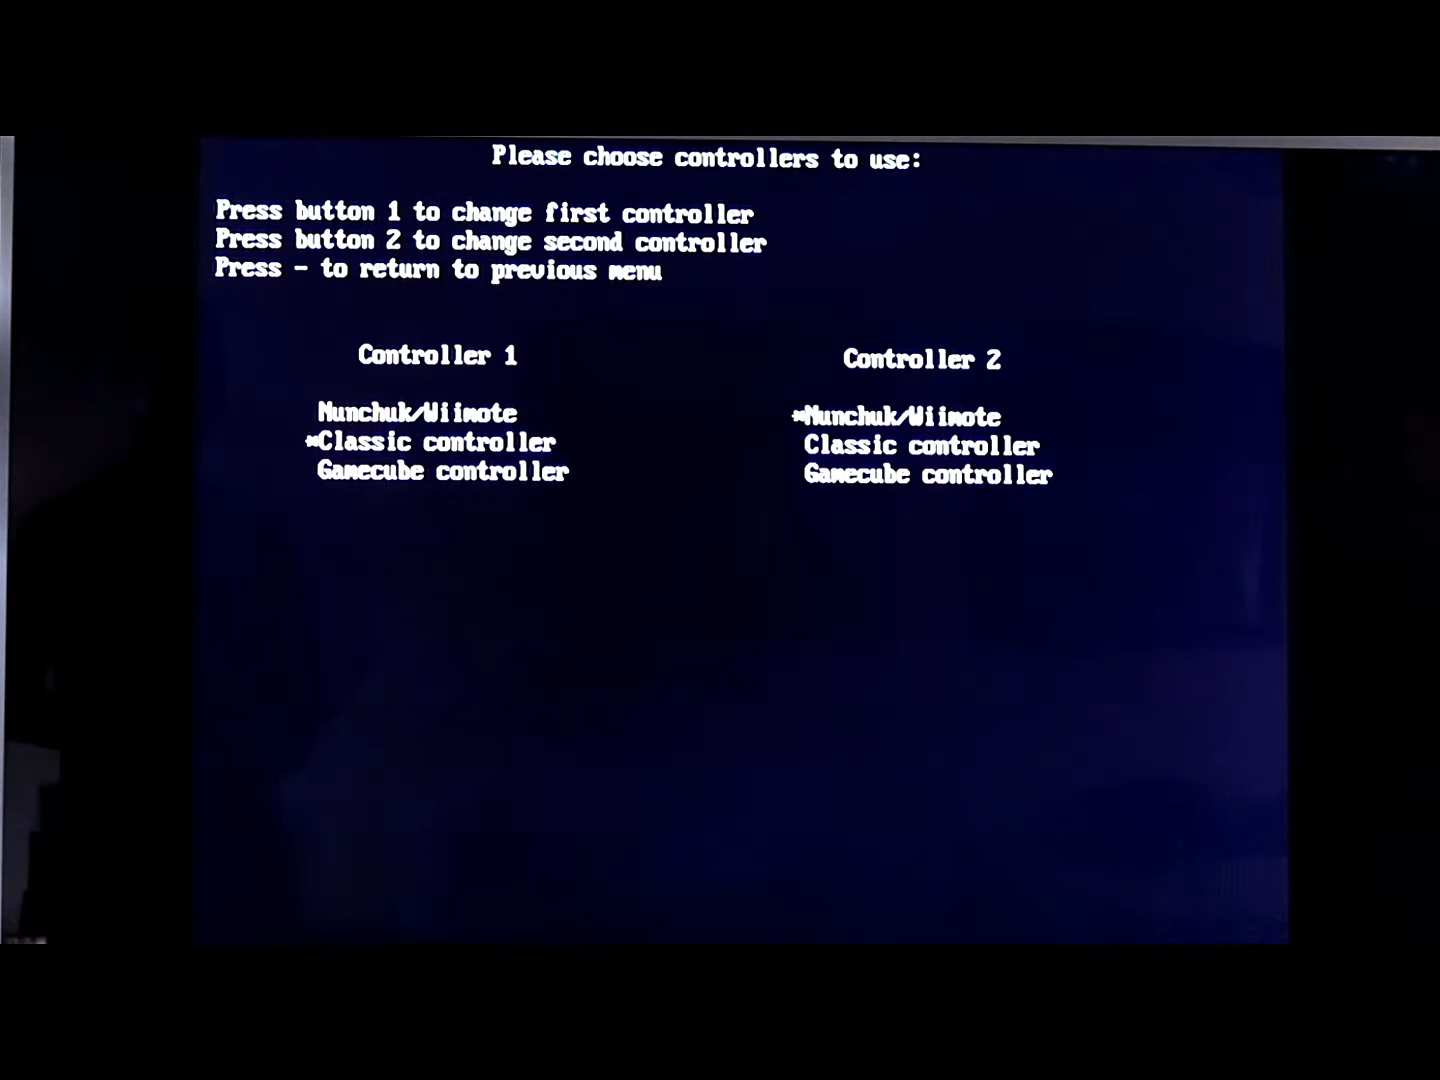 Please choose controllers to use:
Press button 1 to change first controller
Press button 2 to change second controller
Press - to return to previous menu
Controller 1
Nunchuk/Wiimote
*Classic controller
Gamecube controller
Controller 2
*Nunchuk/Wiimote
Classic controller
Gamecube controller